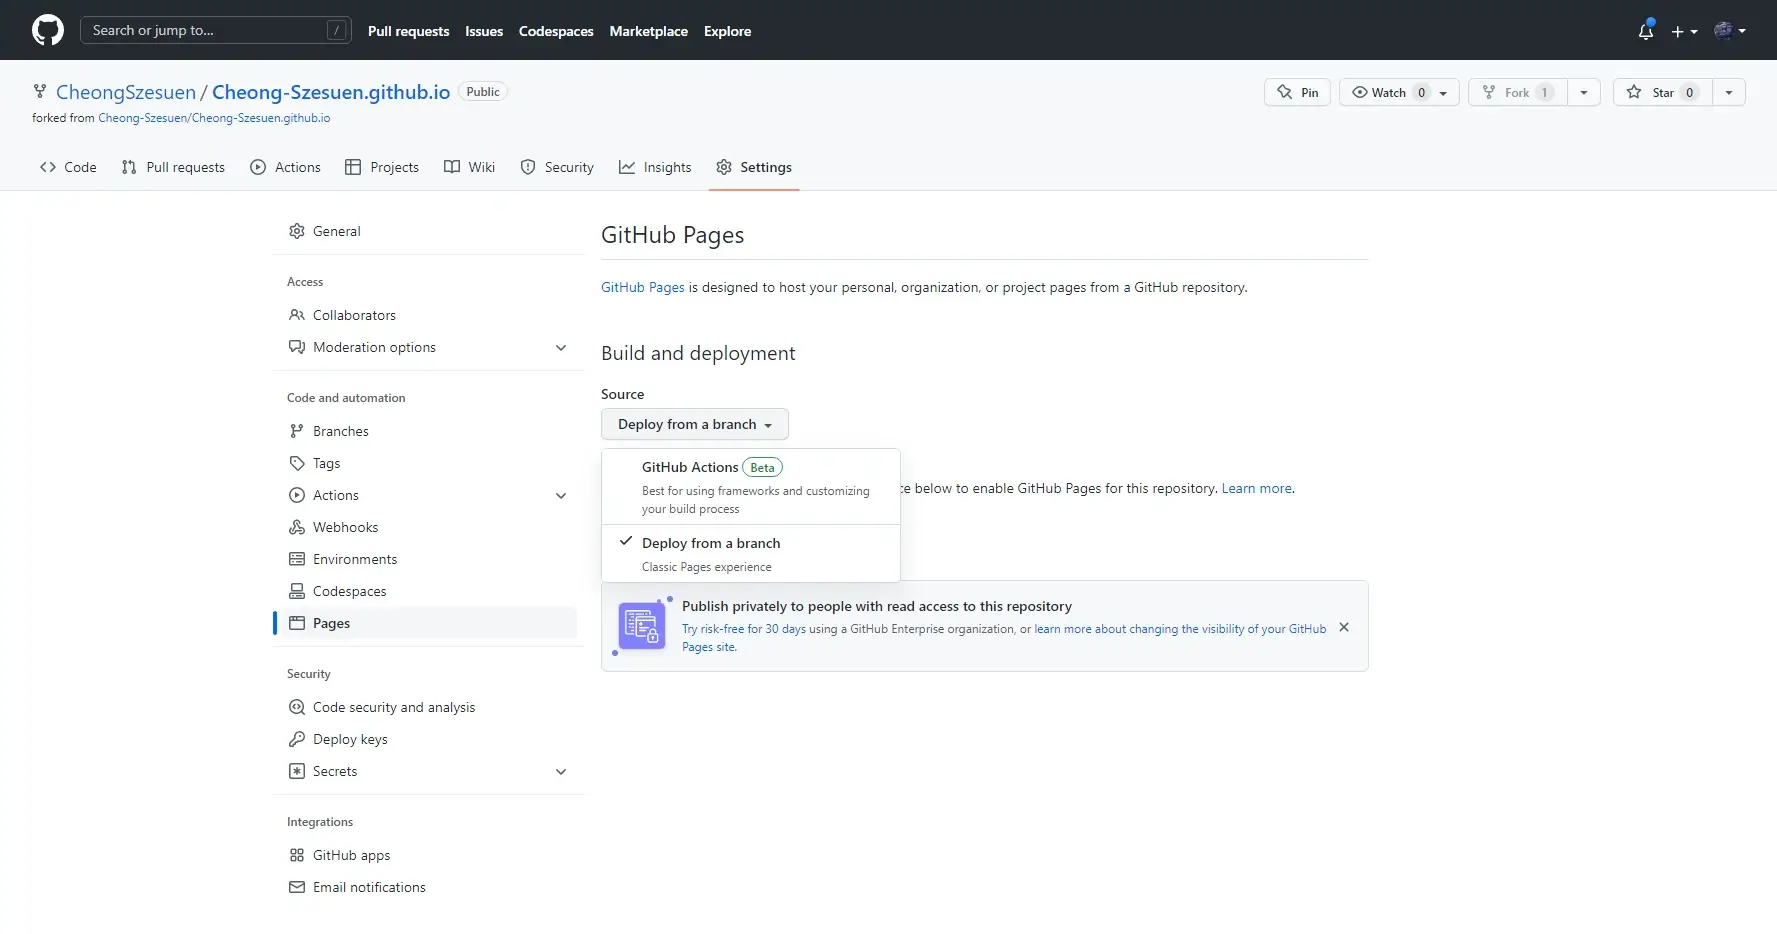 Search or jump to... /
Pull requests Issues Codespaces Marketplace Explore
CheongSzesuen / Cheong-Szesuen.github.io Public
Pin Watch 0 Fork 1 Star 0
forked from Cheong-Szesuen/Cheong-Szesuen.github.io
Code Pull requests Actions Projects Wiki Security Insights Settings
General
Access
Collaborators
Moderation options
Code and automation
Branches
Tags
Actions
Webhooks
Environments
Codespaces
Pages
Security
Code security and analysis
Deploy keys
Secrets
Integrations
GitHub apps
Email notifications
GitHub Pages
GitHub Pages is designed to host your personal, organization, or project pages from a GitHub repository.
Build and deployment
Source
Deploy from a branch
GitHub Actions Beta
Best for using frameworks and customizing
your build process
Deploy from a branch
Classic Pages experience
below to enable GitHub Pages for this repository. Learn more.
Publish privately to people with read access to this repository
Try risk-free for 30 days using a GitHub Enterprise organization, or learn more about changing the visibility of your GitHub
Pages site.